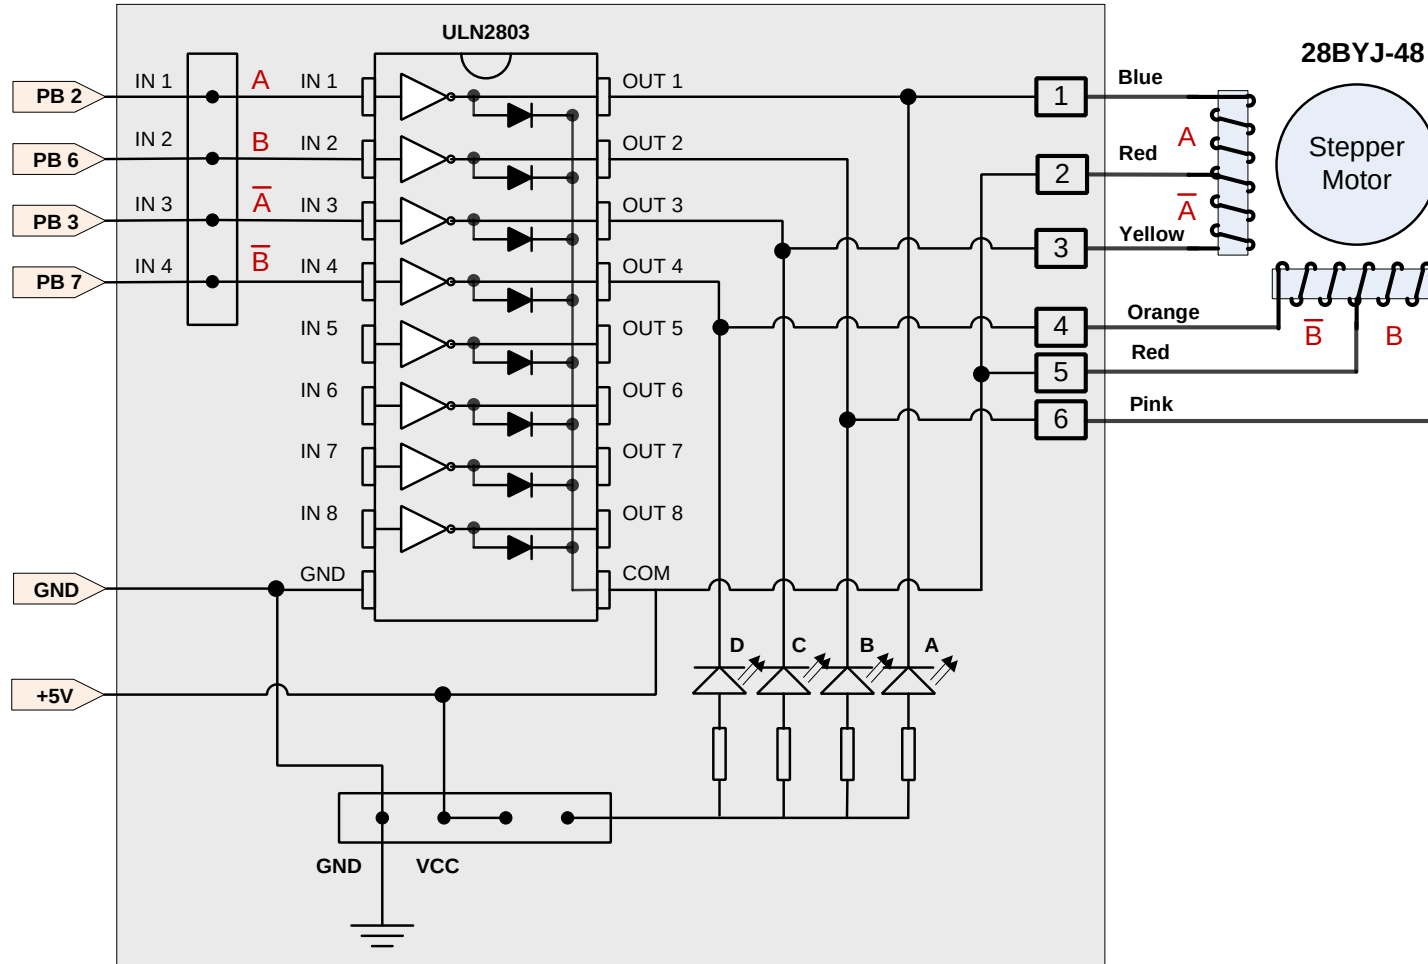 ULN2803
28BYJ-48
PB 2
IN 1
A
IN 1
OUT 1
1
Blue
PB 6
IN 2
B
IN 2
OUT 2
2
Red
A
Stepper
Motor
PB 3
IN 3
A̅
IN 3
OUT 3
3
Yellow
A̅
PB 7
IN 4
B̅
IN 4
OUT 4
4
Orange
B̅
B
IN 5
OUT 5
5
Red
IN 6
OUT 6
6
Pink
IN 7
OUT 7
IN 8
OUT 8
GND
GND
COM
D
C
B
A
+5V
GND
VCC